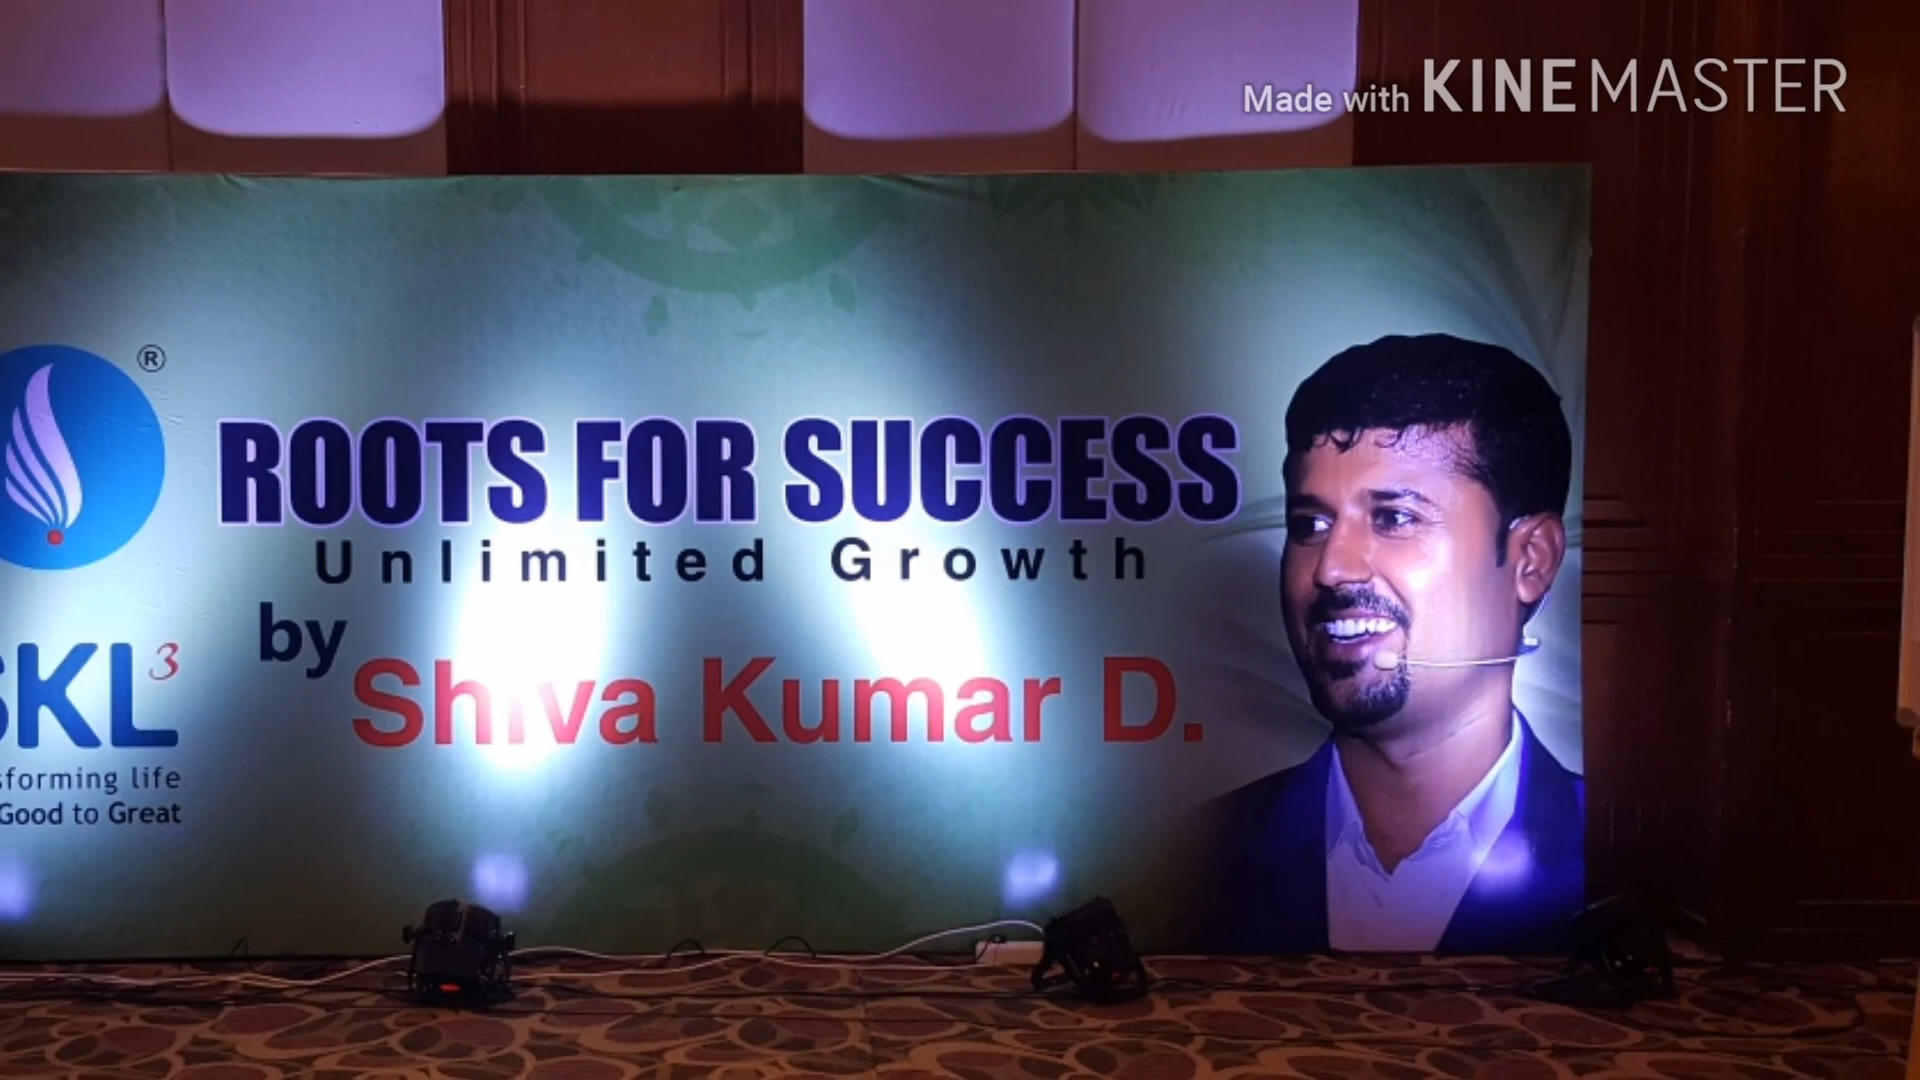 Made with KINEMASTER
®
ROOTS FOR SUCCESS
Unlimited Growth
by
Shiva Kumar D.
SKL³
sforming life
Good to Great